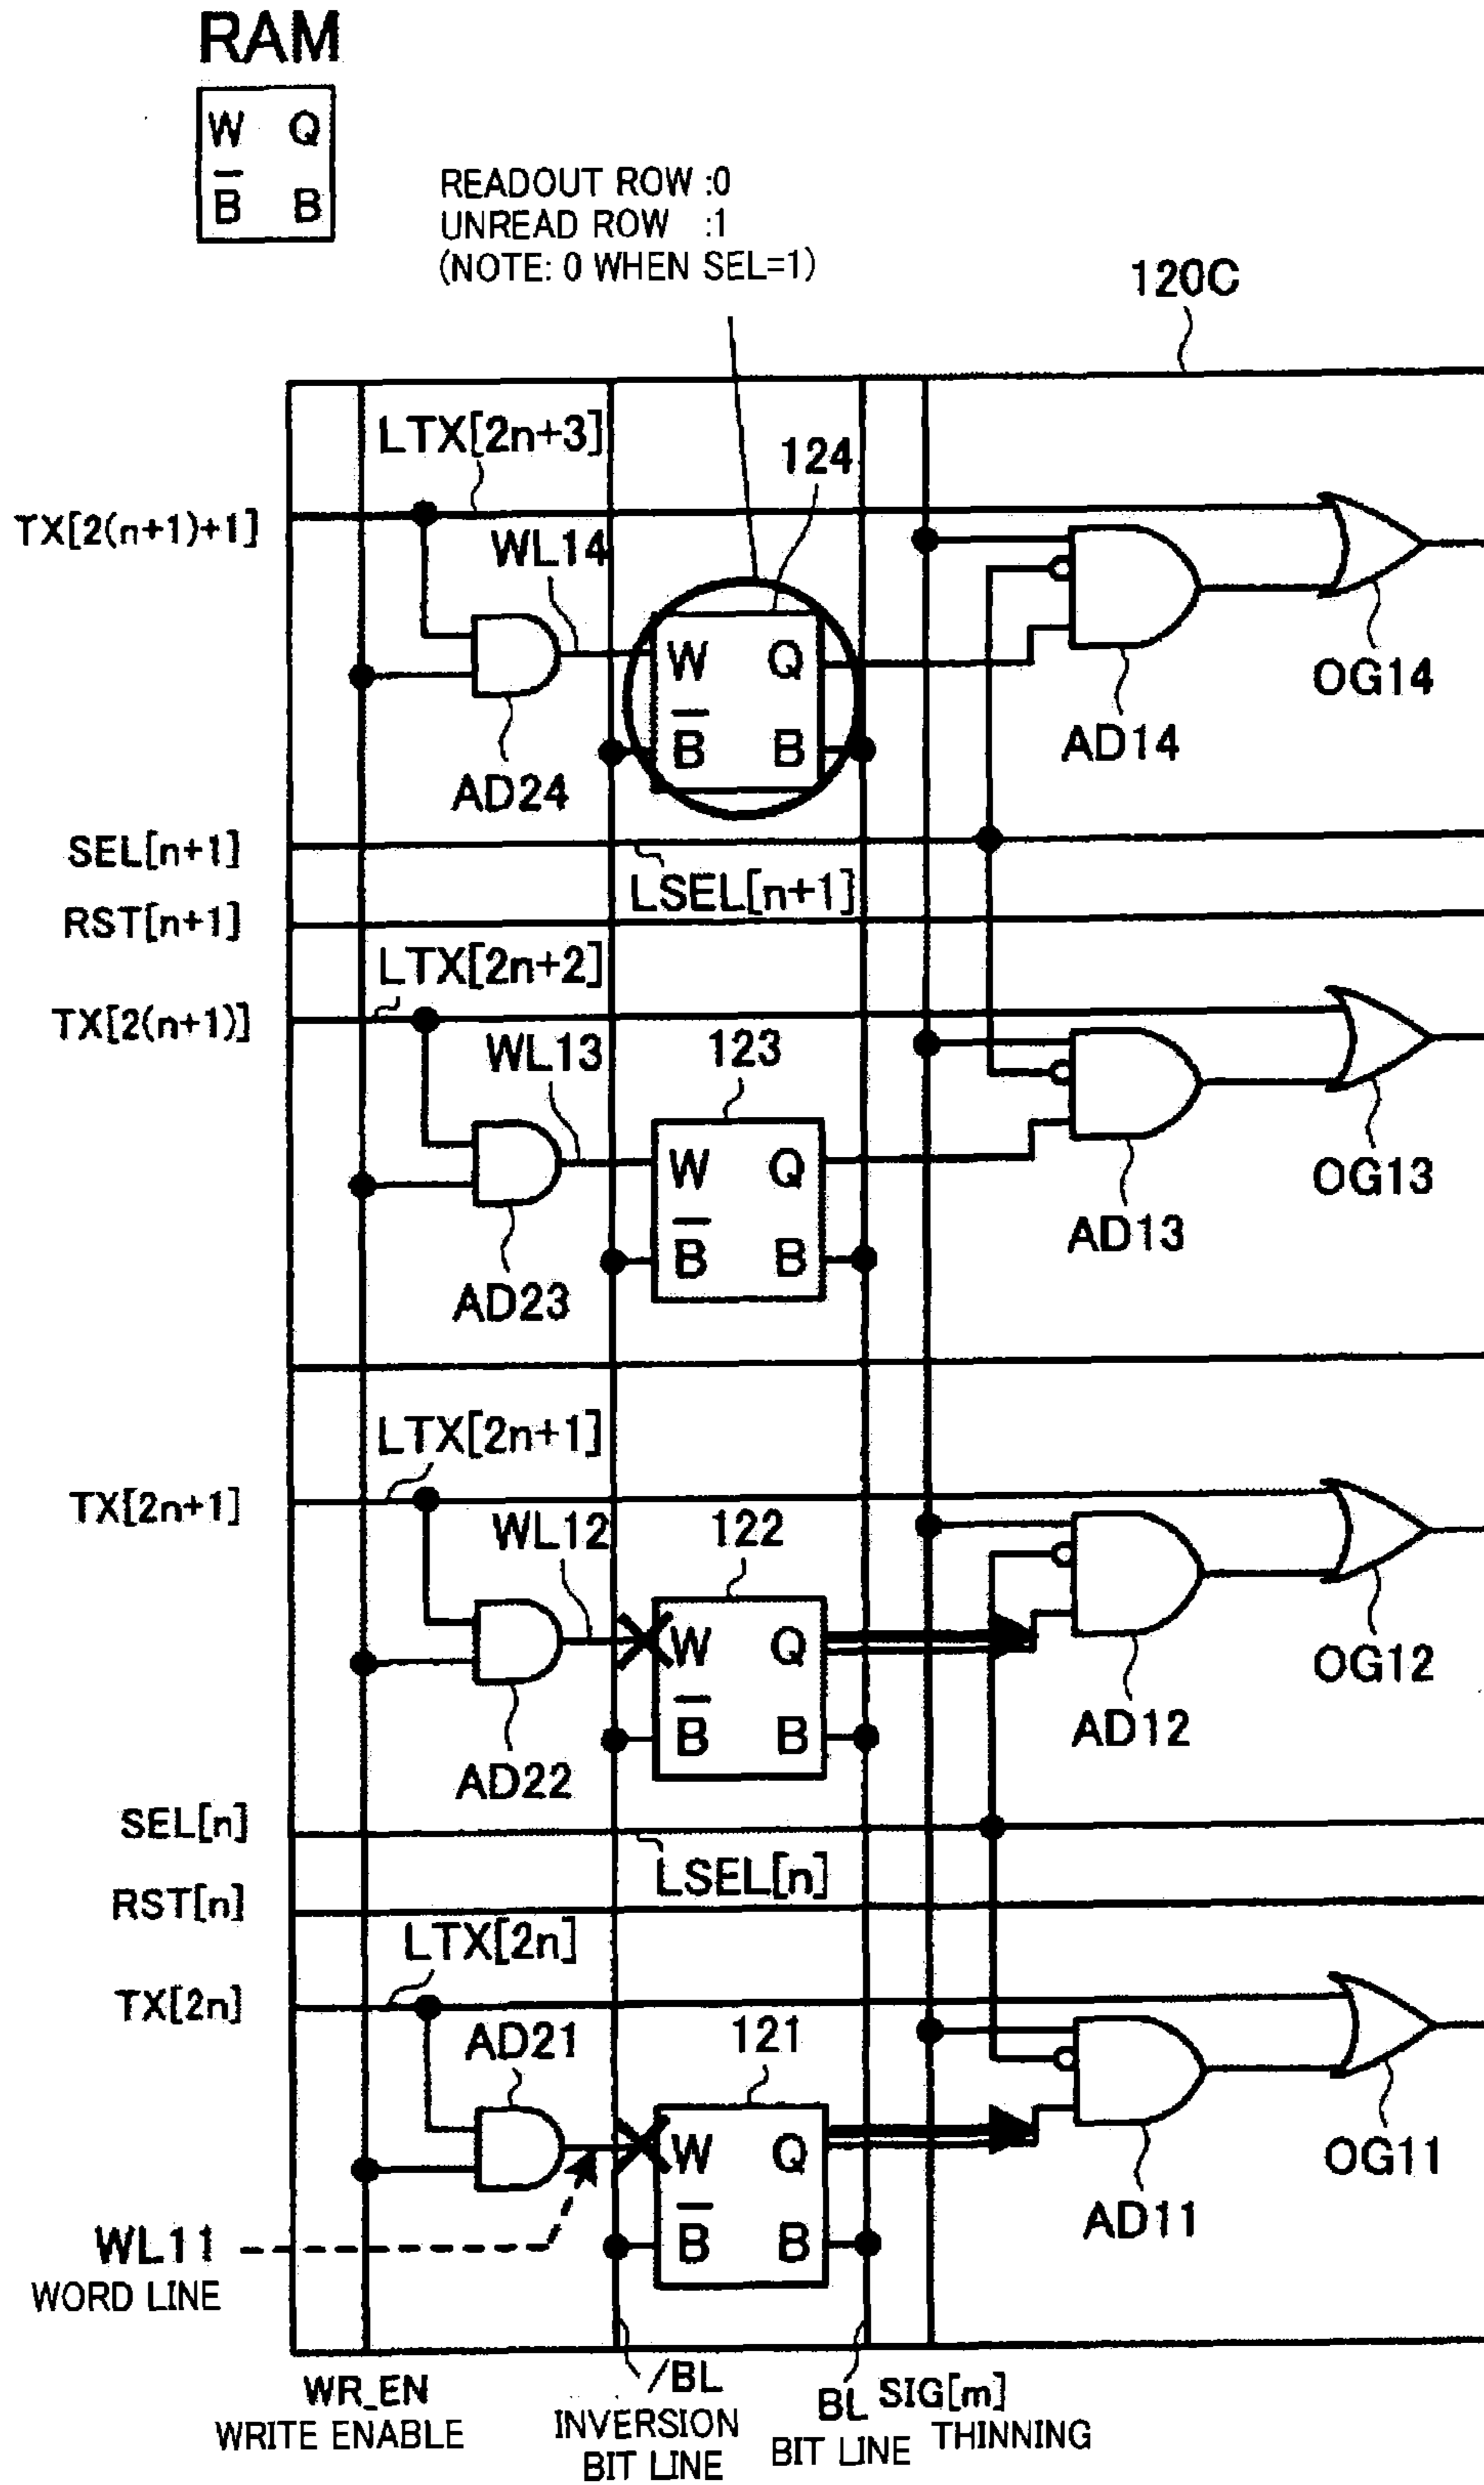 RAM
W Q
B̅ B
READOUT ROW :0
UNREAD ROW :1
(NOTE: 0 WHEN SEL=1)
120C
LTX[2n+3]
124
TX[2(n+1)+1]
WL14
W Q
B̅ B
OG14
AD14
AD24
SEL[n+1]
LSEL[n+1]
RST[n+1]
LTX[2n+2]
TX[2(n+1)]
WL13
123
W Q
B̅ B
OG13
AD13
AD23
LTX[2n+1]
TX[2n+1]
WL12
122
W Q
B̅ B
OG12
AD12
AD22
SEL[n]
LSEL[n]
RST[n]
LTX[2n]
TX[2n]
AD21
121
W Q
B̅ B
OG11
AD11
WL11
WORD LINE
WR_EN
WRITE ENABLE
/BL
INVERSION
BIT LINE
BL
BIT LINE
SIG[m]
THINNING